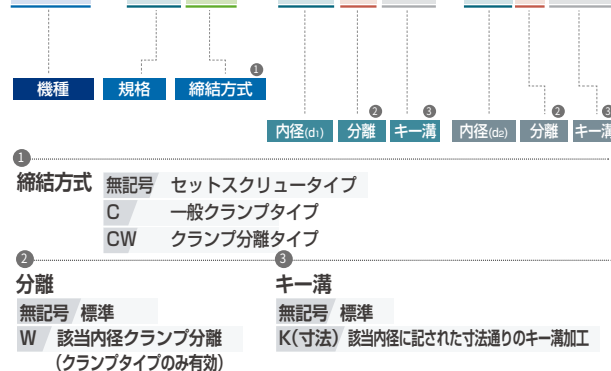 機種 規格 締結方式 1
内径(d1) 分離 2 キー溝 3 内径(d2) 分離 2 キー溝 3
1
締結方式 無記号 セットスクリュータイプ
C 一般クランプタイプ
CW クランプ分離タイプ
2
分離
無記号 標準
W 該当内径クランプ分離
(クランプタイプのみ有効)
3
キー溝
無記号 標準
K(寸法) 該当内径に記された寸法通りのキー溝加工